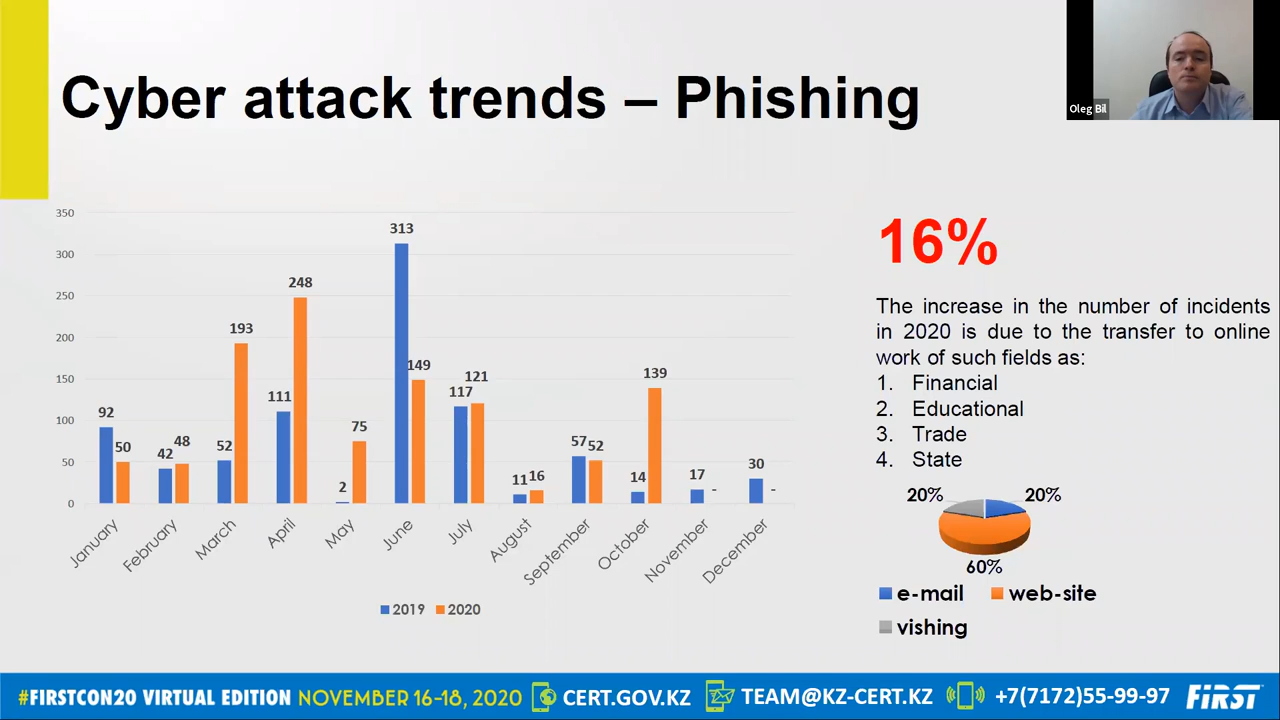 Cyber attack trends – Phishing
Oleg Bil
350
300
250
200
150
100
50
0
92
50
42
48
52
193
111
248
2
75
313
149
117
121
11
16
57
52
14
139
17
-
30
-
January
February
March
April
May
June
July
August
September
October
November
December
2019 2020
16%
The increase in the number of incidents
in 2020 is due to the transfer to online
work of such fields as:
1. Financial
2. Educational
3. Trade
4. State
20%
20%
60%
e-mail web-site
vishing
#FIRSTCON20 VIRTUAL EDITION NOVEMBER 16-18, 2020 CERT.GOV.KZ TEAM@KZ-CERT.KZ +7(7172)55-99-97 FiRST